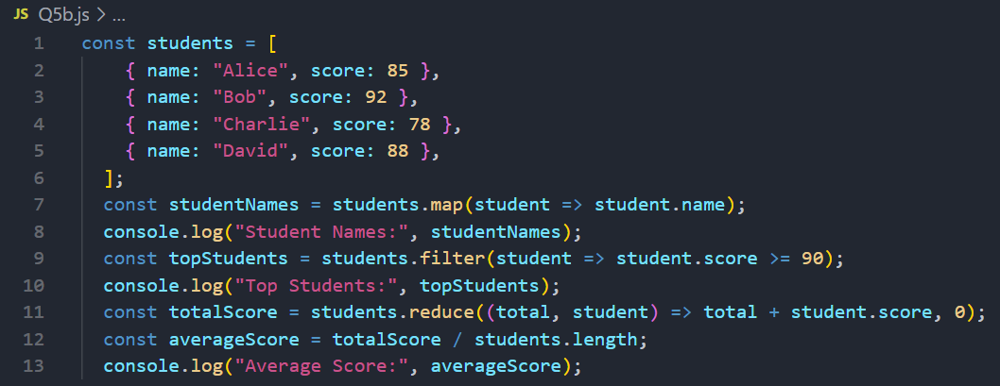 JS Q5b.js > ...
1 const students = [
2     { name: "Alice", score: 85 },
3     { name: "Bob", score: 92 },
4     { name: "Charlie", score: 78 },
5     { name: "David", score: 88 },
6   ];
7   const studentNames = students.map(student => student.name);
8   console.log("Student Names:", studentNames);
9   const topStudents = students.filter(student => student.score >= 90);
10   console.log("Top Students:", topStudents);
11   const totalScore = students.reduce((total, student) => total + student.score, 0);
12   const averageScore = totalScore / students.length;
13   console.log("Average Score:", averageScore);